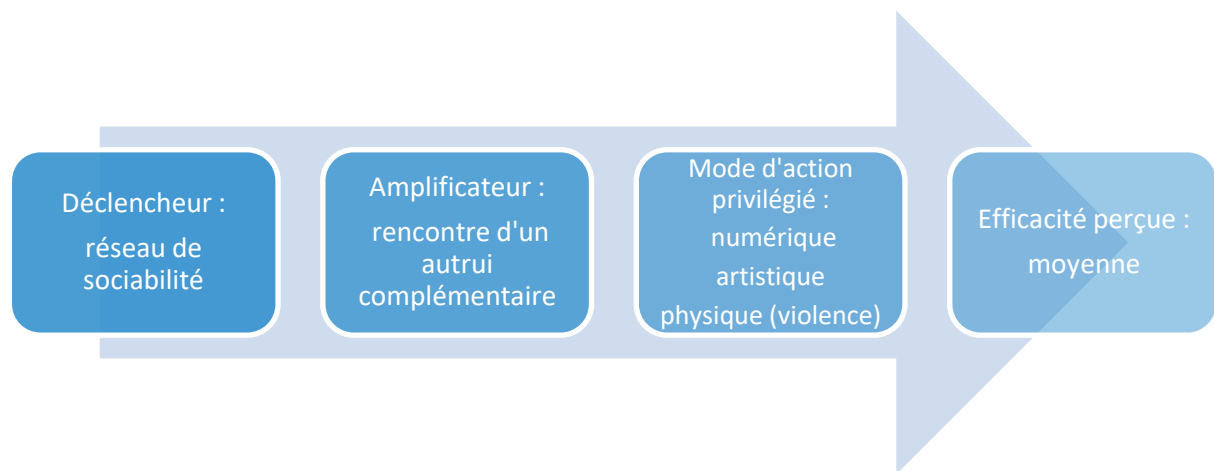 Déclencheur :
réseau de
sociabilité
Amplificateur :
rencontre d'un
autrui
complémentaire
Mode d'action
privilégié :
numérique
artistique
physique (violence)
Efficacité perçue :
moyenne